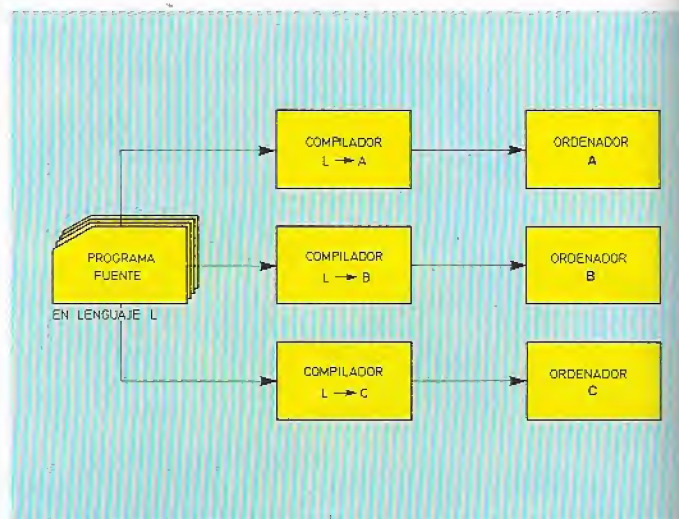 COMPILADOR
L → A
ORDENADOR
A
PROGRAMA
FUENTE
EN LENGUAJE L
COMPILADOR
L → B
ORDENADOR
B
COMPILADOR
L → C
ORDENADOR
C